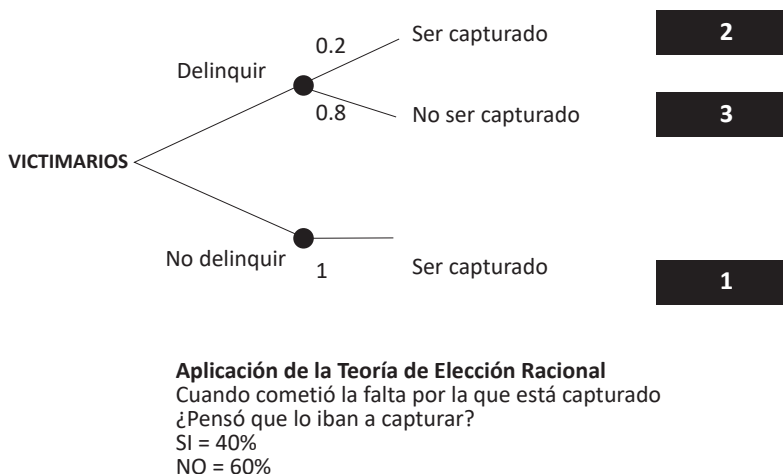 0.2
Ser capturado
2
Delinquir
0.8
No ser capturado
3
VICTIMARIOS
No delinquir
1
Ser capturado
1
Aplicación de la Teoría de Elección Racional
Cuando cometió la falta por la que está capturado
¿Pensó que lo iban a capturar?
SI = 40%
NO = 60%